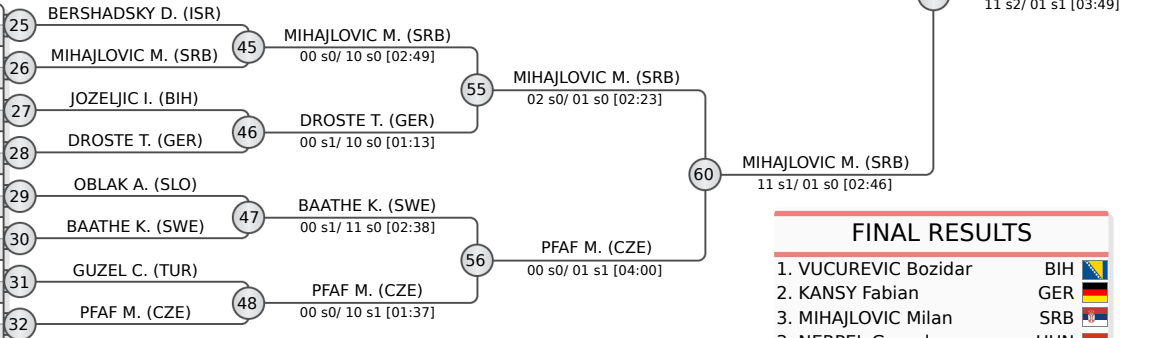 11 s2/ 01 s1 [03:49]
25
BERSHADSKY D. (ISR)
45
MIHAJLOVIC M. (SRB)
00 s0/ 10 s0 [02:49]
26
MIHAJLOVIC M. (SRB)
55
MIHAJLOVIC M. (SRB)
02 s0/ 01 s0 [02:23]
27
JOZELJIC I. (BIH)
46
DROSTE T. (GER)
00 s1/ 10 s0 [01:13]
28
DROSTE T. (GER)
60
MIHAJLOVIC M. (SRB)
11 s1/ 01 s0 [02:46]
29
OBLAK A. (SLO)
47
BAATHE K. (SWE)
00 s1/ 11 s0 [02:38]
30
BAATHE K. (SWE)
56
PFAF M. (CZE)
00 s0/ 01 s1 [04:00]
31
GUZEL C. (TUR)
48
PFAF M. (CZE)
00 s0/ 10 s1 [01:37]
32
PFAF M. (CZE)
FINAL RESULTS
1. VUCUREVIC Bozidar BIH
2. KANSY Fabian GER
3. MIHAJLOVIC Milan SRB